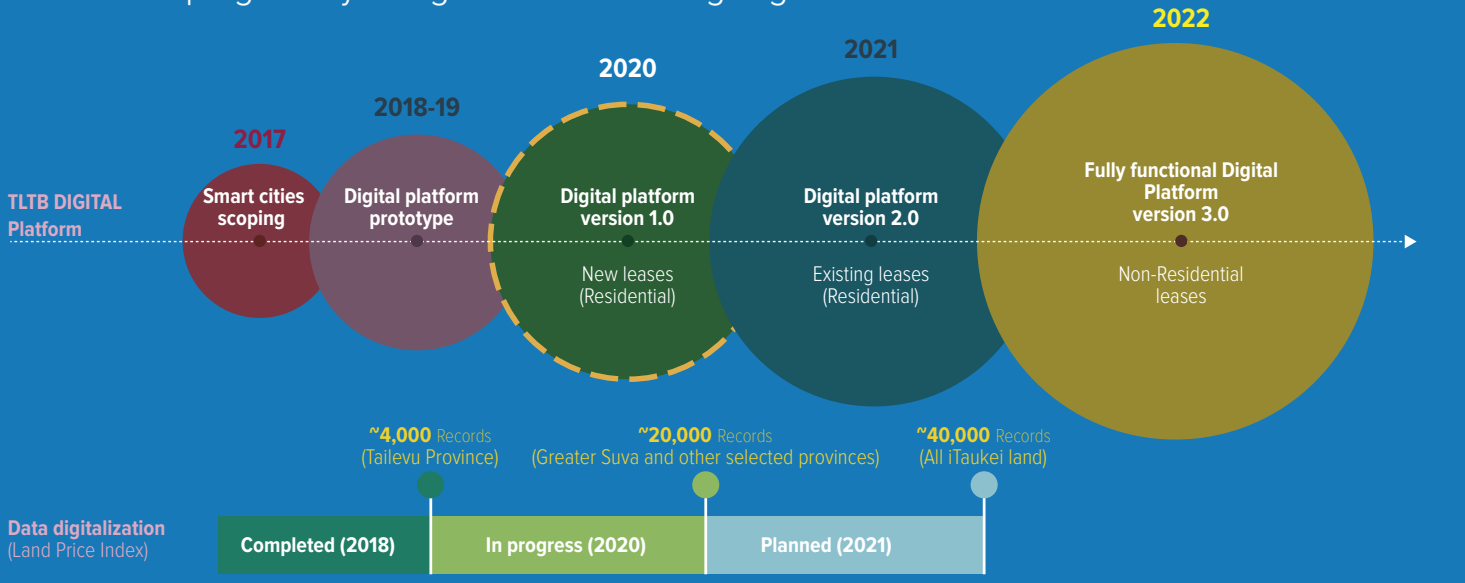 2017
2018-19
2020
2021
2022
TLTB DIGITAL
Platform
Smart cities
scoping
Digital platform
prototype
Digital platform
version 1.0
New leases
(Residential)
Digital platform
version 2.0
Existing leases
(Residential)
Fully functional Digital
Platform
version 3.0
Non-Residential
leases
~4,000 Records
(Tailevu Province)
~20,000 Records
(Greater Suva and other selected provinces)
~40,000 Records
(All iTaukei land)
Data digitalization
(Land Price Index)
Completed (2018)
In progress (2020)
Planned (2021)